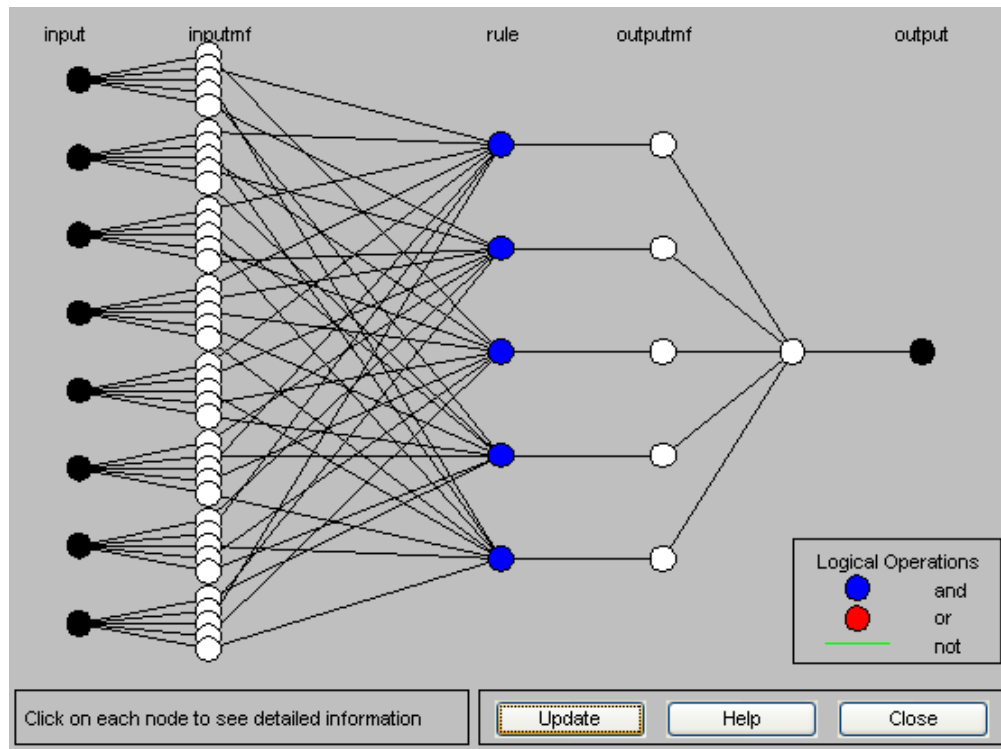 input inputmf rule outputmf output
Logical Operations
and
or
not
Click on each node to see detailed information
Update Help Close